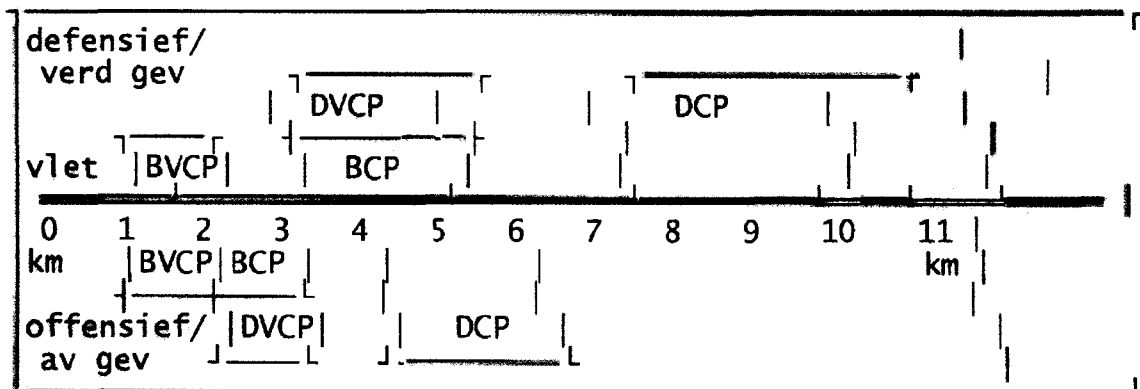 defensief/
verd gev
DVCP DCP
vlet BVCP BCP
0 1 2 3 4 5 6 7 8 9 10 11
km BVCP BCP km
offensief/ DVCP DCP
av gev